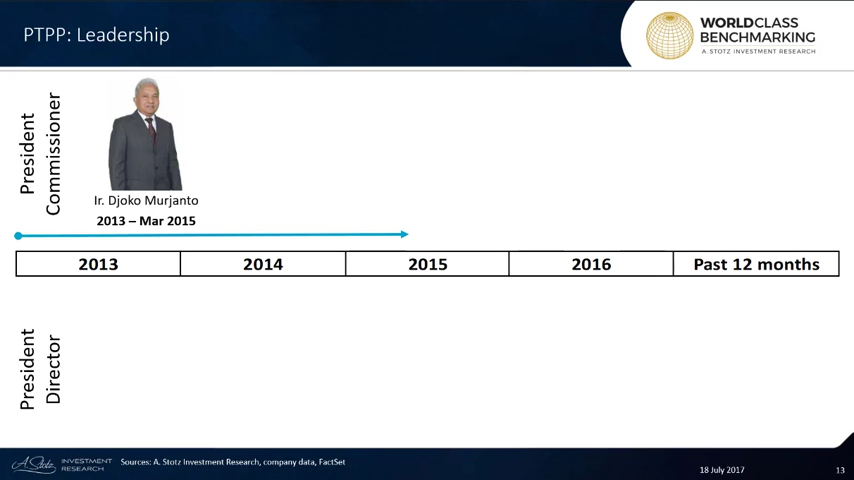 PTPP: Leadership
WORLDCLASS
BENCHMARKING
A.STOTZ INVESTMENT RESEARCH
President
Commissioner
Ir. Djoko Murjanto
2013 – Mar 2015
2013 2014 2015 2016 Past 12 months
President
Director
A. Stotz INVESTMENT
RESEARCH
Sources: A. Stotz Investment Research, company data, FactSet
18 July 2017
13